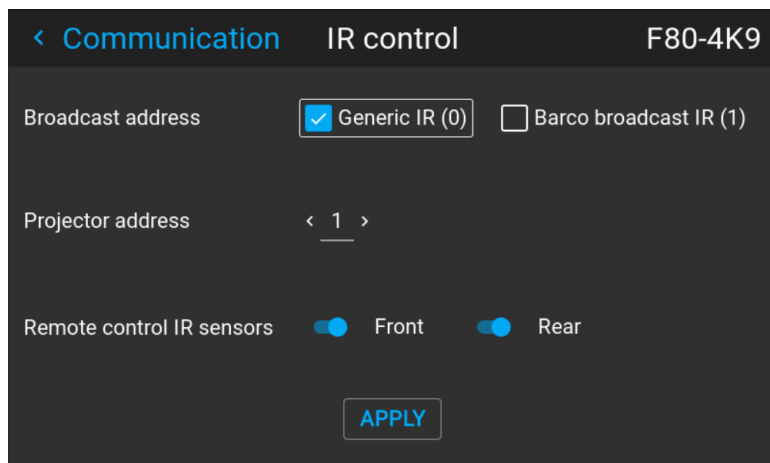 Communication IR control F80-4K9
Broadcast address Generic IR (0) Barco broadcast IR (1)
Projector address 1
Remote control IR sensors Front Rear
APPLY